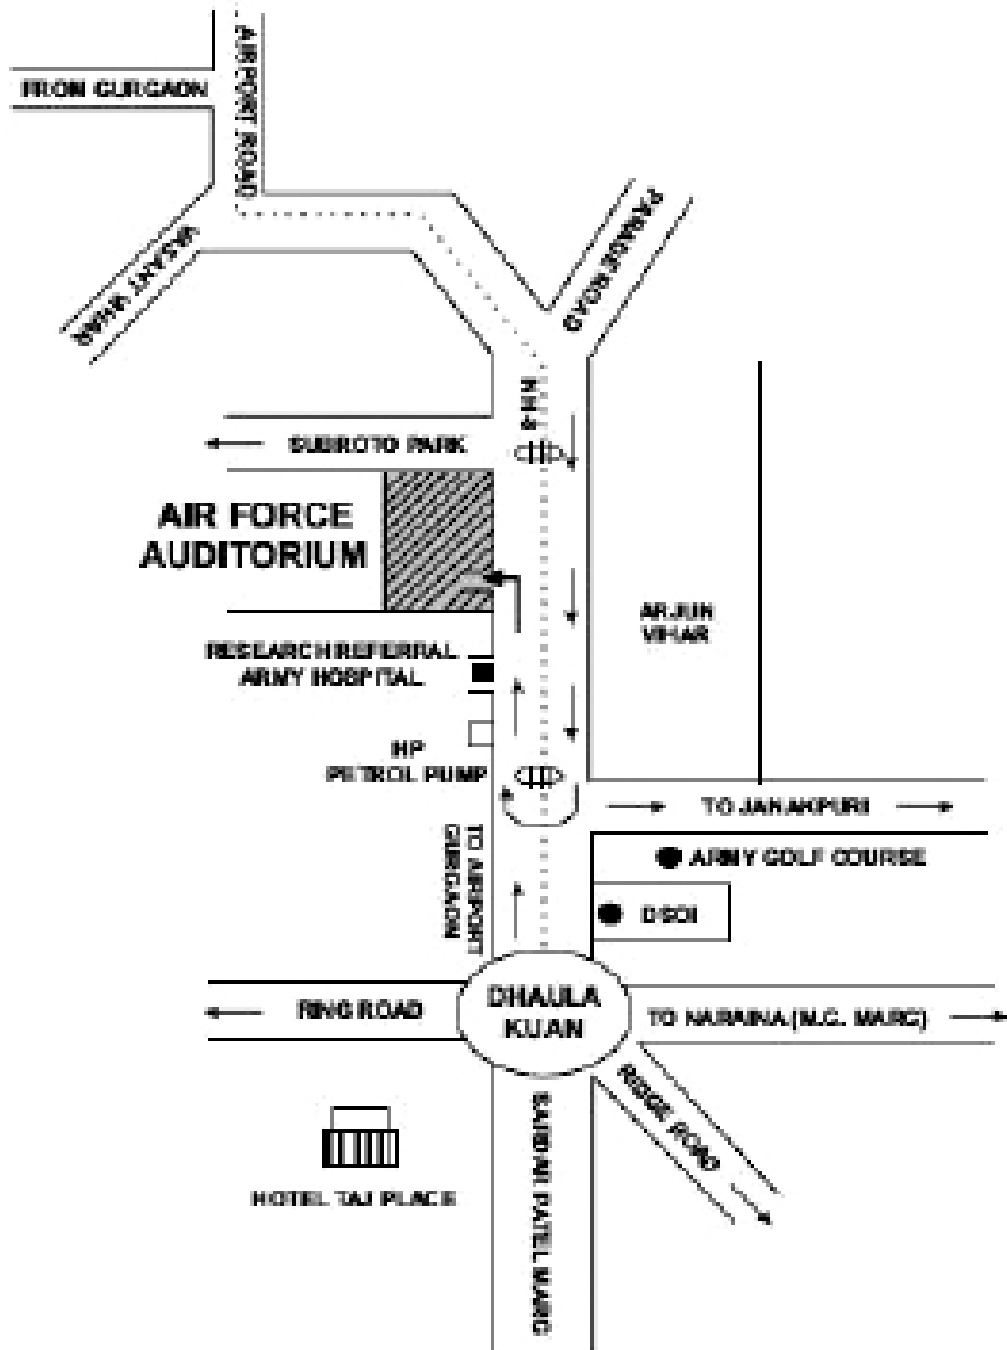 AIRPORT ROAD
FROM GURGAON
VASANT VIHAR
PARADE ROAD
NH-8
SUBROTO PARK
AIR FORCE
AUDITORIUM
ARJUN
VIHAR
RESEARCH REFERRAL
ARMY HOSPITAL
HP
PETROL PUMP
TO JANAKPURI
TO AIRPORT
GURGAON
ARMY GOLF COURSE
DSOI
DHAULA
KUAN
RING ROAD
TO NARAINA (M.G. MARG)
RIDGE ROAD
SARDAR PATEL MARG
HOTEL TAJ PLACE